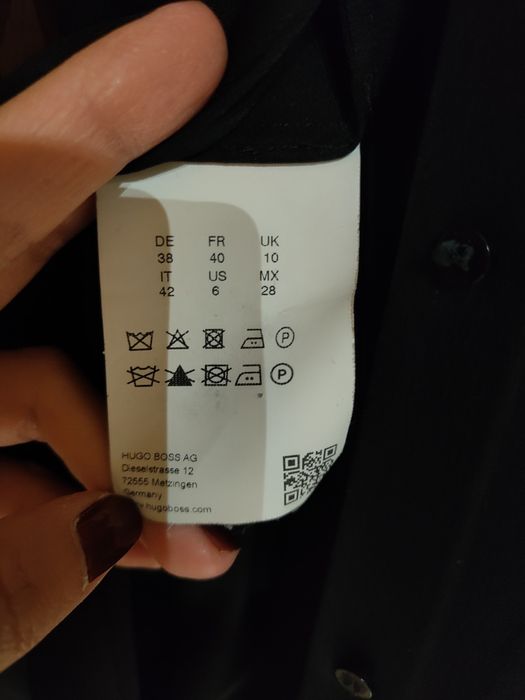 DE FR UK
38 40 10
IT US MX
42 6 28
P
P
HUGO BOSS AG
Dieselstrasse 12
72555 Metzingen
Germany
www.hugoboss.com